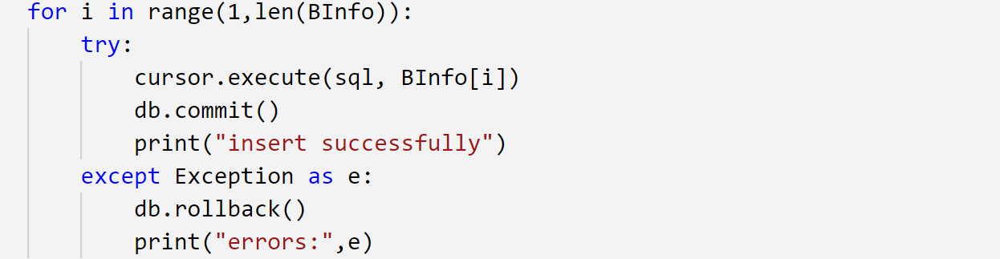 for i in range(1,len(BInfo)):
    try:
        cursor.execute(sql, BInfo[i])
        db.commit()
        print("insert successfully")
    except Exception as e:
        db.rollback()
        print("errors:",e)